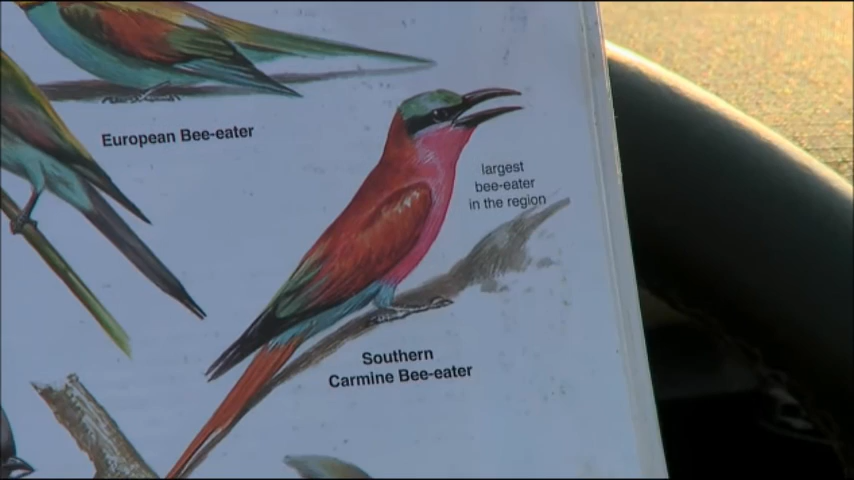 European Bee-eater
largest
bee-eater
in the region
Southern
Carmine Bee-eater